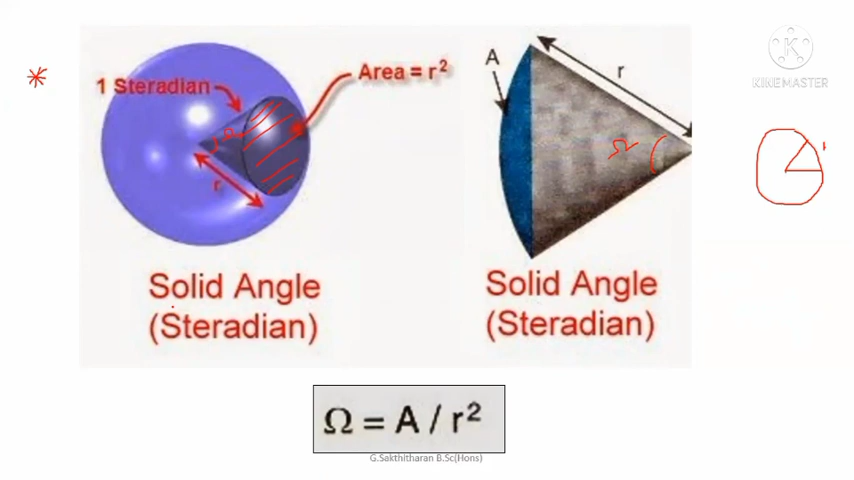 K
KINEMASTER
*
1 Steradian
Area = r²
Ω
r
Solid Angle
(Steradian)
A
r
Ω
Solid Angle
(Steradian)
Ω = A / r²
G.Sakthitharan B.Sc(Hons)